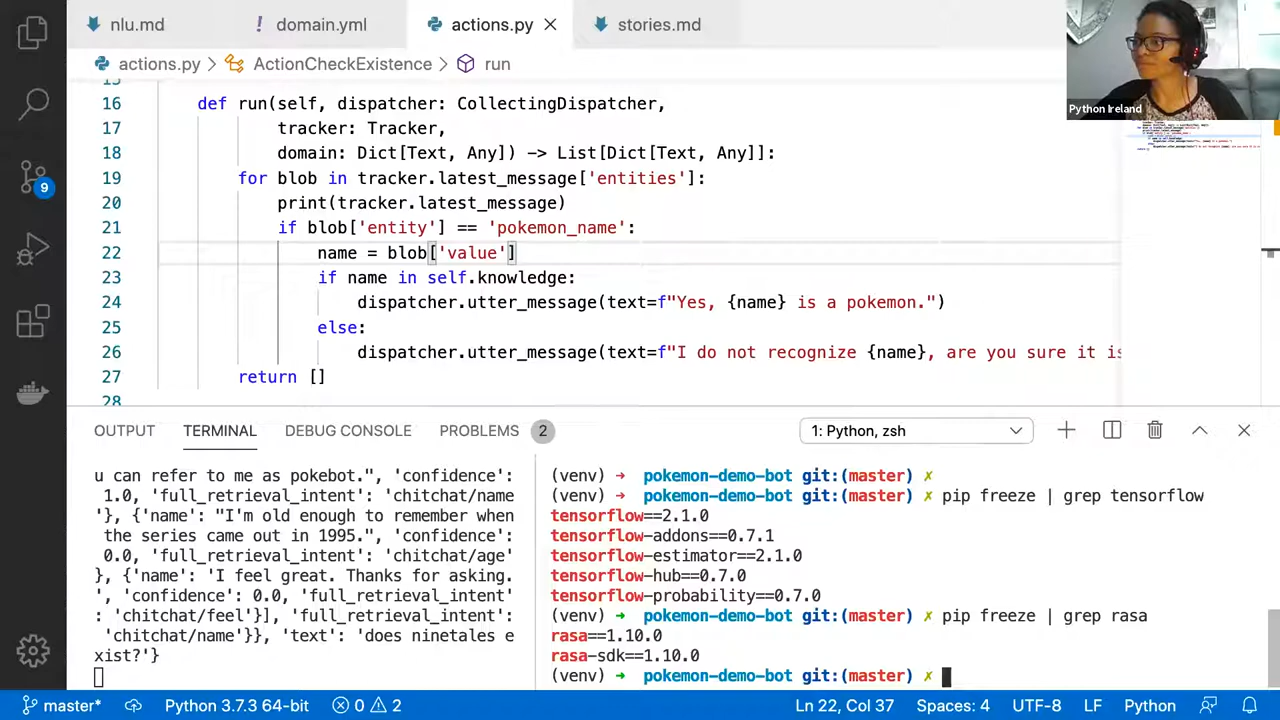 nlu.md
! domain.yml
actions.py
stories.md
actions.py > ActionCheckExistence > run
Python Ireland
15
16 def run(self, dispatcher: CollectingDispatcher,
17 tracker: Tracker,
18 domain: Dict[Text, Any]) -> List[Dict[Text, Any]]:
19 for blob in tracker.latest_message['entities']:
20 print(tracker.latest_message)
21 if blob['entity'] == 'pokemon_name':
22 name = blob['value']
23 if name in self.knowledge:
24 dispatcher.utter_message(text=f"Yes, {name} is a pokemon.")
25 else:
26 dispatcher.utter_message(text=f"I do not recognize {name}, are you sure it is
27 return []
28
9
OUTPUT TERMINAL DEBUG CONSOLE PROBLEMS 2
1: Python, zsh
u can refer to me as pokebot.", 'confidence':
1.0, 'full_retrieval_intent': 'chitchat/name
'}, {'name': "I'm old enough to remember when
the series came out in 1995.", 'confidence':
0.0, 'full_retrieval_intent': 'chitchat/age'
}, {'name': 'I feel great. Thanks for asking.
', 'confidence': 0.0, 'full_retrieval_intent'
: 'chitchat/feel'}], 'full_retrieval_intent':
'chitchat/name'}}, 'text': 'does ninetales e
xist?'}
(venv) → pokemon-demo-bot git:(master) ✗
(venv) → pokemon-demo-bot git:(master) ✗ pip freeze | grep tensorflow
tensorflow==2.1.0
tensorflow-addons==0.7.1
tensorflow-estimator==2.1.0
tensorflow-hub==0.7.0
tensorflow-probability==0.7.0
(venv) → pokemon-demo-bot git:(master) ✗ pip freeze | grep rasa
rasa==1.10.0
rasa-sdk==1.10.0
(venv) → pokemon-demo-bot git:(master) ✗
master* Python 3.7.3 64-bit 0 2 Ln 22, Col 37 Spaces: 4 UTF-8 LF Python